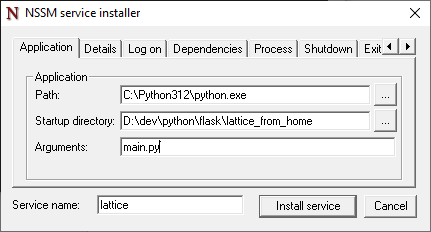 NSSM service installer
Application Details Log on Dependencies Process Shutdown Exit
Application
Path: C:\Python312\python.exe ...
Startup directory: D:\dev\python\flask\lattice_from_home ...
Arguments: main.py
Service name: lattice Install service Cancel